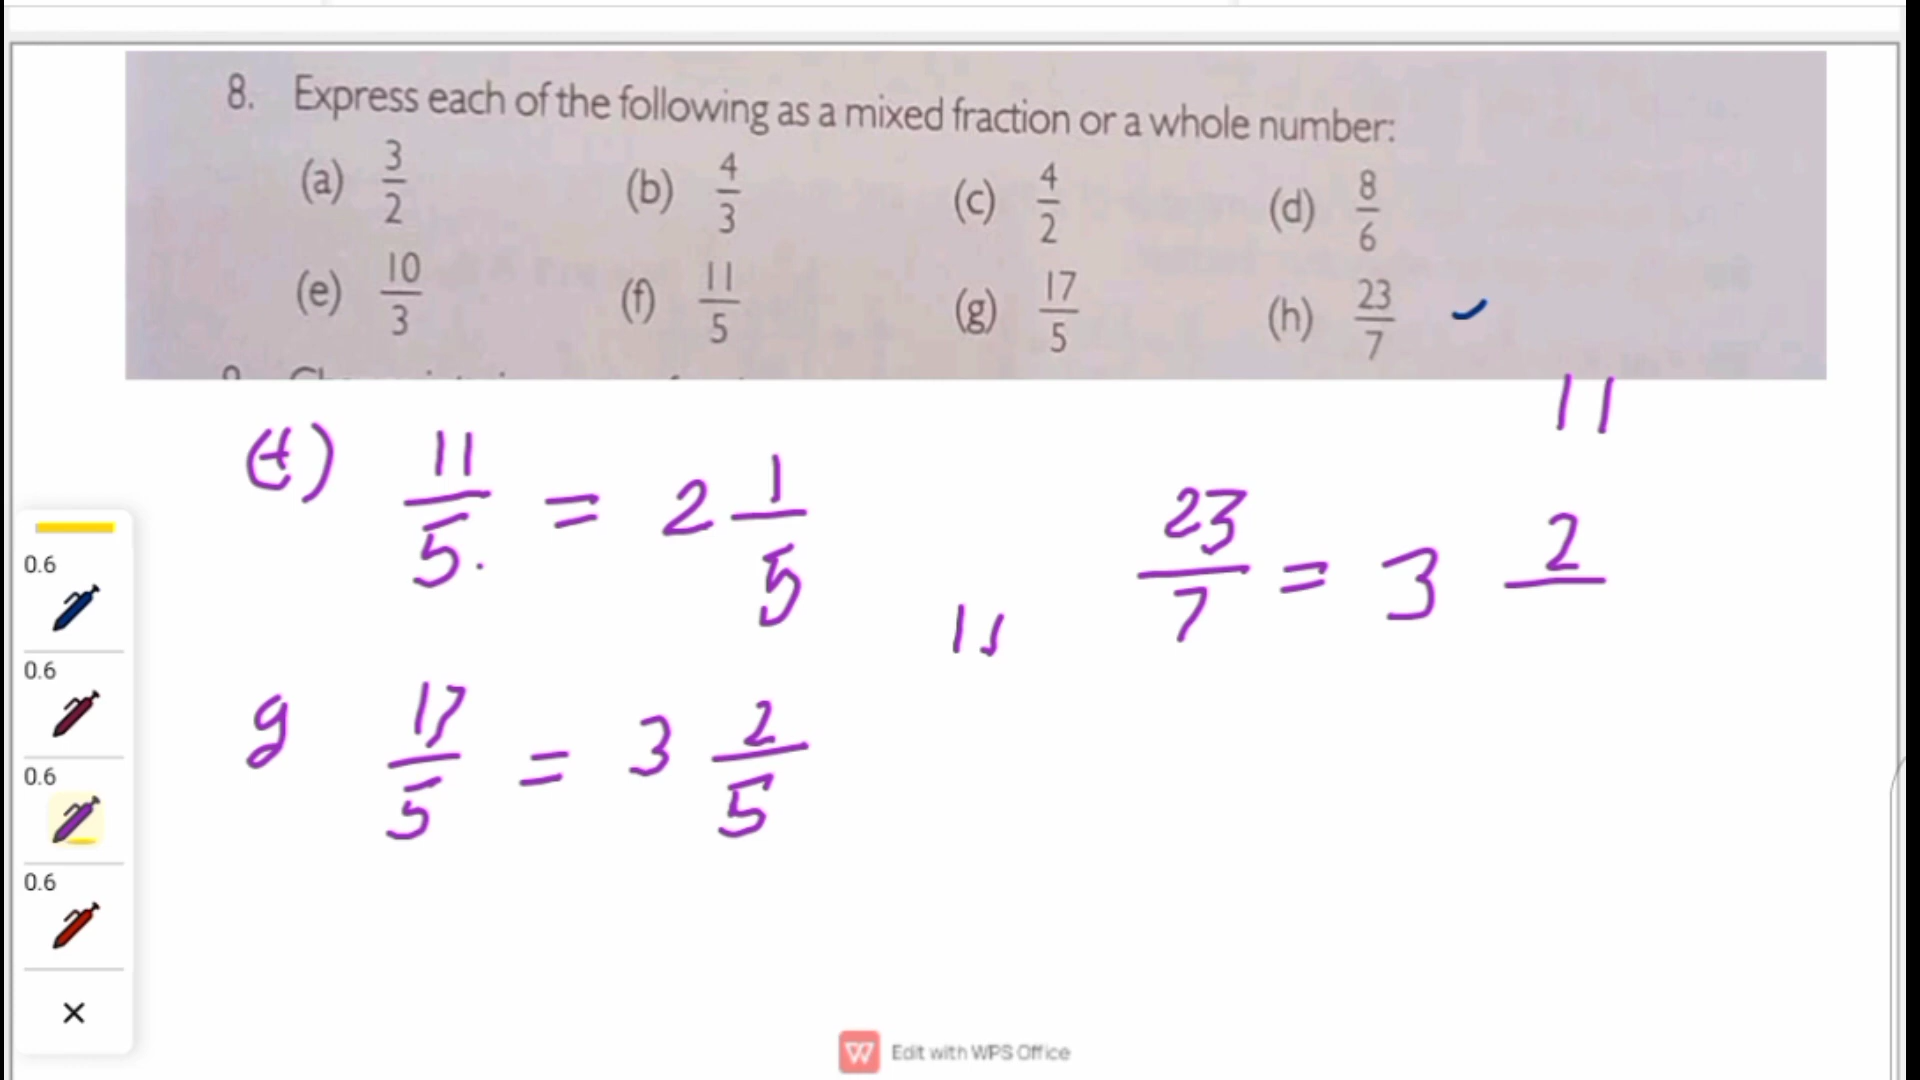 8. Express each of the following as a mixed fraction or a whole number:
(a) 3/2 (b) 4/3 (c) 4/2 (d) 8/6
(e) 10/3 (f) 11/5 (g) 17/5 (h) 23/7
11
(f) 11/5. = 2 1/5
23/7 = 3 2/
g 17/5 = 3 2/5
0.6
0.6
0.6
0.6
Edit with WPS Office